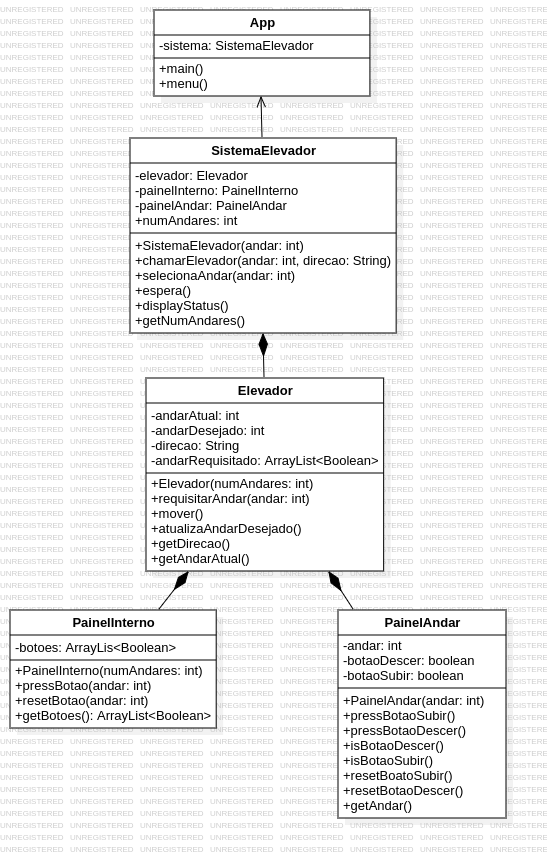 App
-sistema: SistemaElevador
+main()
+menu()
SistemaElevador
-elevador: Elevador
-painelInterno: PainelInterno
-painelAndar: PainelAndar
+numAndares: int
+SistemaElevador(andar: int)
+chamarElevador(andar: int, direcao: String)
+selecionaAndar(andar: int)
+espera()
+displayStatus()
+getNumAndares()
Elevador
-andarAtual: int
-andarDesejado: int
-direcao: String
-andarRequisitado: ArrayList<Boolean>
+Elevador(numAndares: int)
+requisitarAndar(andar: int)
+mover()
+atualizaAndarDesejado()
+getDirecao()
+getAndarAtual()
PainelInterno
-botoes: ArrayLis<Boolean>
+PainelInterno(numAndares: int)
+pressBotao(andar: int)
+resetBotao(andar: int)
+getBotoes(): ArrayList<Boolean>
PainelAndar
-andar: int
-botaoDescer: boolean
-botaoSubir: boolean
+PainelAndar(andar: int)
+pressBotaoSubir()
+pressBotaoDescer()
+isBotaoDescer()
+isBotaoSubir()
+resetBoatoSubir()
+resetBotaoDescer()
+getAndar()
UNREGISTERED